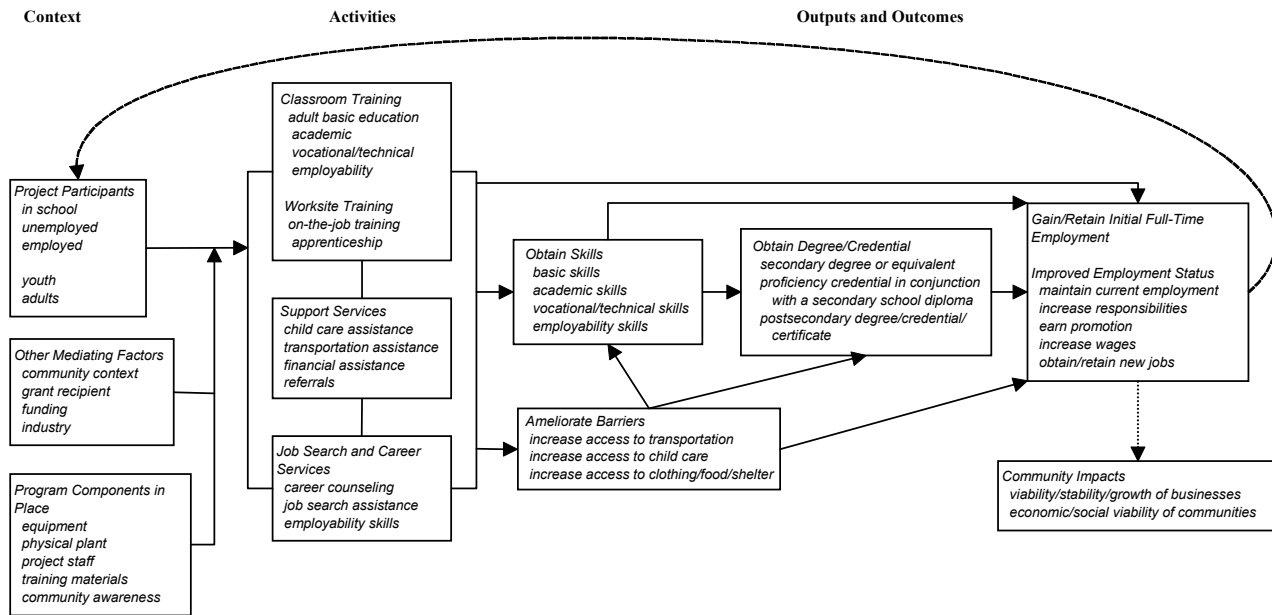 Context
Activities
Outputs and Outcomes
Project Participants
in school
unemployed
employed
youth
adults
Other Mediating Factors
community context
grant recipient
funding
industry
Program Components in
Place
equipment
physical plant
project staff
training materials
community awareness
Classroom Training
adult basic education
academic
vocational/technical
employability
Worksite Training
on-the-job training
apprenticeship
Support Services
child care assistance
transportation assistance
financial assistance
referrals
Job Search and Career
Services
career counseling
job search assistance
employability skills
Obtain Skills
basic skills
academic skills
vocational/technical skills
employability skills
Ameliorate Barriers
increase access to transportation
increase access to child care
increase access to clothing/food/shelter
Obtain Degree/Credential
secondary degree or equivalent
proficiency credential in conjunction
with a secondary school diploma
postsecondary degree/credential/
certificate
Gain/Retain Initial Full-Time
Employment
Improved Employment Status
maintain current employment
increase responsibilities
earn promotion
increase wages
obtain/retain new jobs
Community Impacts
viability/stability/growth of businesses
economic/social viability of communities